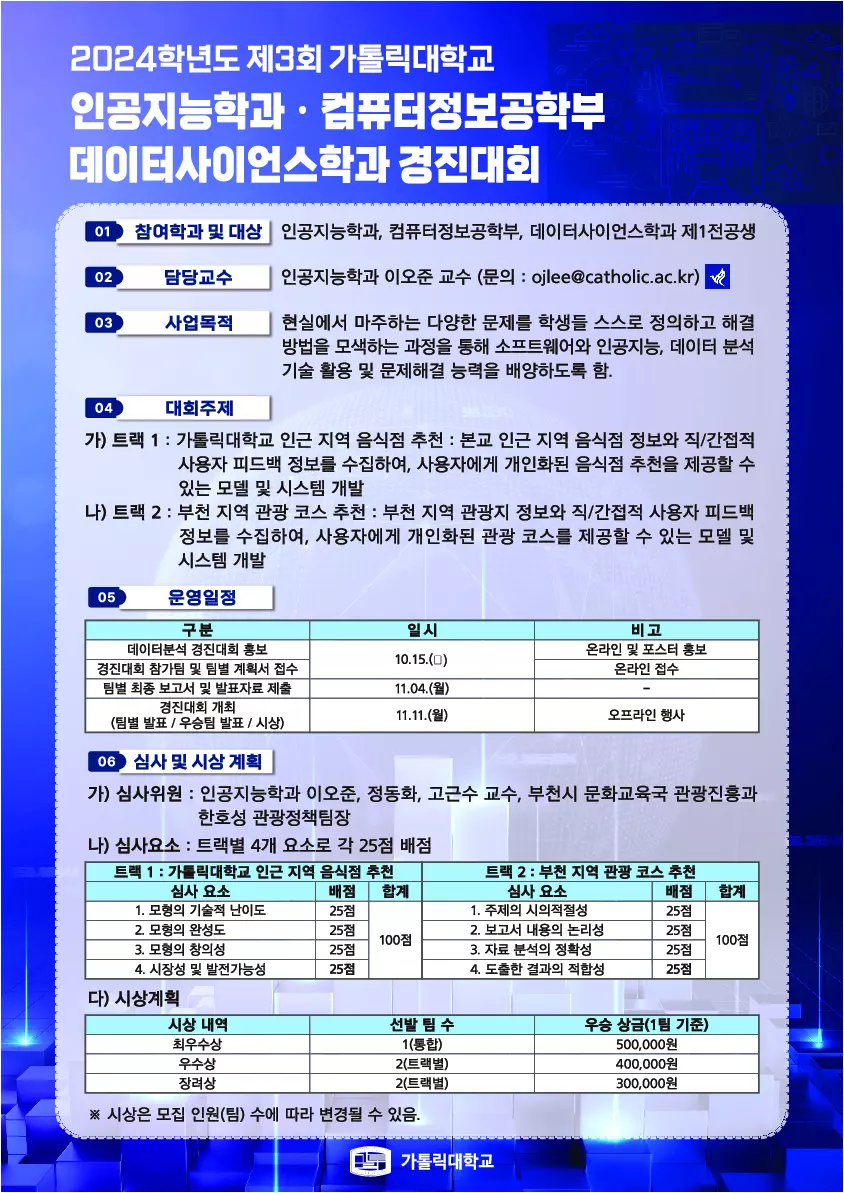 2024학년도 제3회 가톨릭대학교
인공지능학과 · 컴퓨터정보공학부
데이터사이언스학과 경진대회
01 참여학과 및 대상 인공지능학과, 컴퓨터정보공학부, 데이터사이언스학과 제1전공생
02 담당교수 인공지능학과 이오준 교수 (문의 : ojlee@catholic.ac.kr)
03 사업목적 현실에서 마주하는 다양한 문제를 학생들 스스로 정의하고 해결
방법을 모색하는 과정을 통해 소프트웨어와 인공지능, 데이터 분석
기술 활용 및 문제해결 능력을 배양하도록 함.
04 대회주제
가) 트랙 1 : 가톨릭대학교 인근 지역 음식점 추천 : 본교 인근 지역 음식점 정보와 직/간접적
사용자 피드백 정보를 수집하여, 사용자에게 개인화된 음식점 추천을 제공할 수
있는 모델 및 시스템 개발
나) 트랙 2 : 부천 지역 관광 코스 추천 : 부천 지역 관광지 정보와 직/간접적 사용자 피드백
정보를 수집하여, 사용자에게 개인화된 관광 코스를 제공할 수 있는 모델 및
시스템 개발
05 운영일정
구분 일시 비고
데이터분석 경진대회 홍보 10.15.(□) 온라인 및 포스터 홍보
경진대회 참가팀 및 팀별 계획서 접수 온라인 접수
팀별 최종 보고서 및 발표자료 제출 11.04.(월) –
경진대회 개최
(팀별 발표 / 우승팀 발표 / 시상) 11.11.(월) 오프라인 행사
06 심사 및 시상 계획
가) 심사위원 : 인공지능학과 이오준, 정동화, 고근수 교수, 부천시 문화교육국 관광진흥과
한호성 관광정책팀장
나) 심사요소 : 트랙별 4개 요소로 각 25점 배점
트랙 1 : 가톨릭대학교 인근 지역 음식점 추천 트랙 2 : 부천 지역 관광 코스 추천
심사 요소 배점 합계 심사 요소 배점 합계
1. 모형의 기술적 난이도 25점 100점 1. 주제의 시의적절성 25점 100점
2. 모형의 완성도 25점 2. 보고서 내용의 논리성 25점
3. 모형의 창의성 25점 3. 자료 분석의 정확성 25점
4. 시장성 및 발전가능성 25점 4. 도출한 결과의 적합성 25점
다) 시상계획
시상 내역 선발 팀 수 우승 상금(1팀 기준)
최우수상 1(통합) 500,000원
우수상 2(트랙별) 400,000원
장려상 2(트랙별) 300,000원
※ 시상은 모집 인원(팀) 수에 따라 변경될 수 있음.
가톨릭대학교